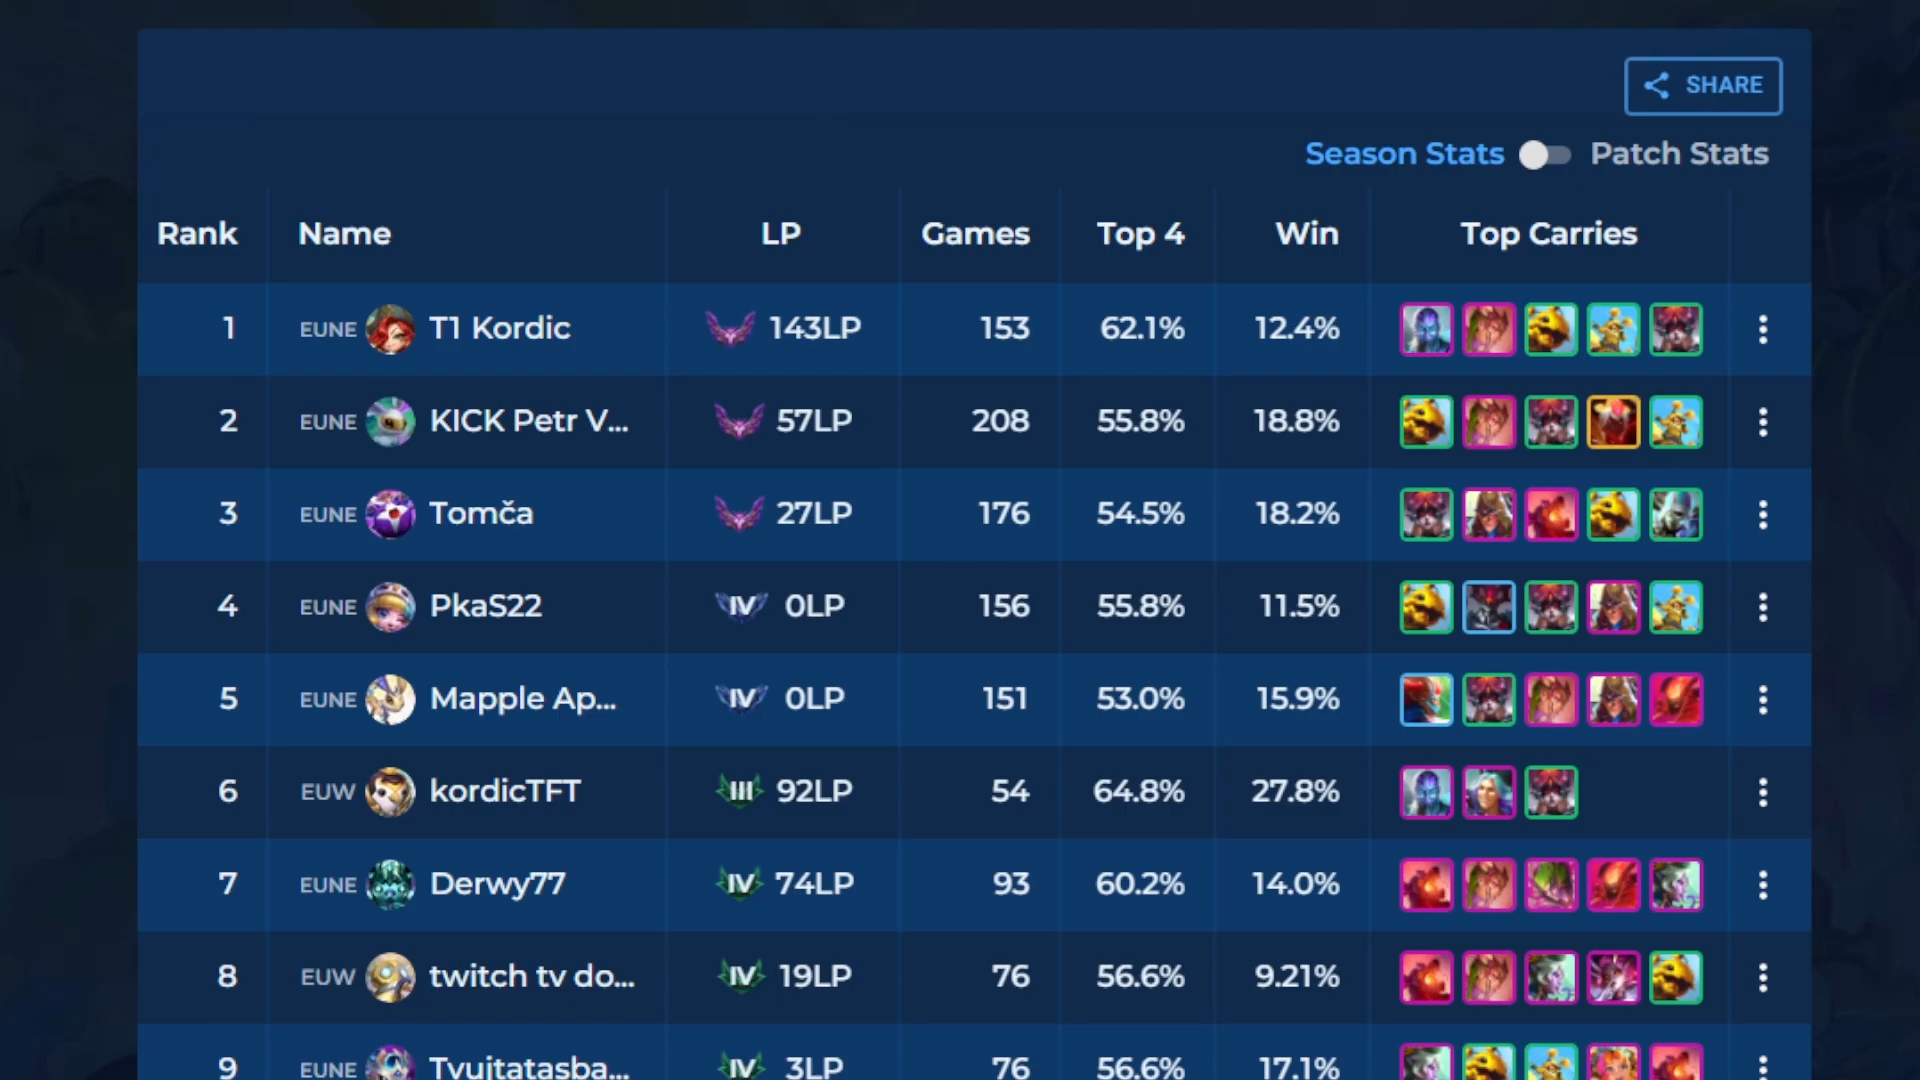 SHARE
Season Stats Patch Stats
Rank Name LP Games Top 4 Win Top Carries
1 EUNE T1 Kordic 143LP 153 62.1% 12.4%
2 EUNE KICK Petr V... 57LP 208 55.8% 18.8%
3 EUNE Tomča 27LP 176 54.5% 18.2%
4 EUNE PkaS22 IV 0LP 156 55.8% 11.5%
5 EUNE Mapple Ap... IV 0LP 151 53.0% 15.9%
6 EUW kordicTFT III 92LP 54 64.8% 27.8%
7 EUNE Derwy77 IV 74LP 93 60.2% 14.0%
8 EUW twitch tv do... IV 19LP 76 56.6% 9.21%
9 EUNE Tvujtatasba... IV 3LP 76 56.6% 17.1%